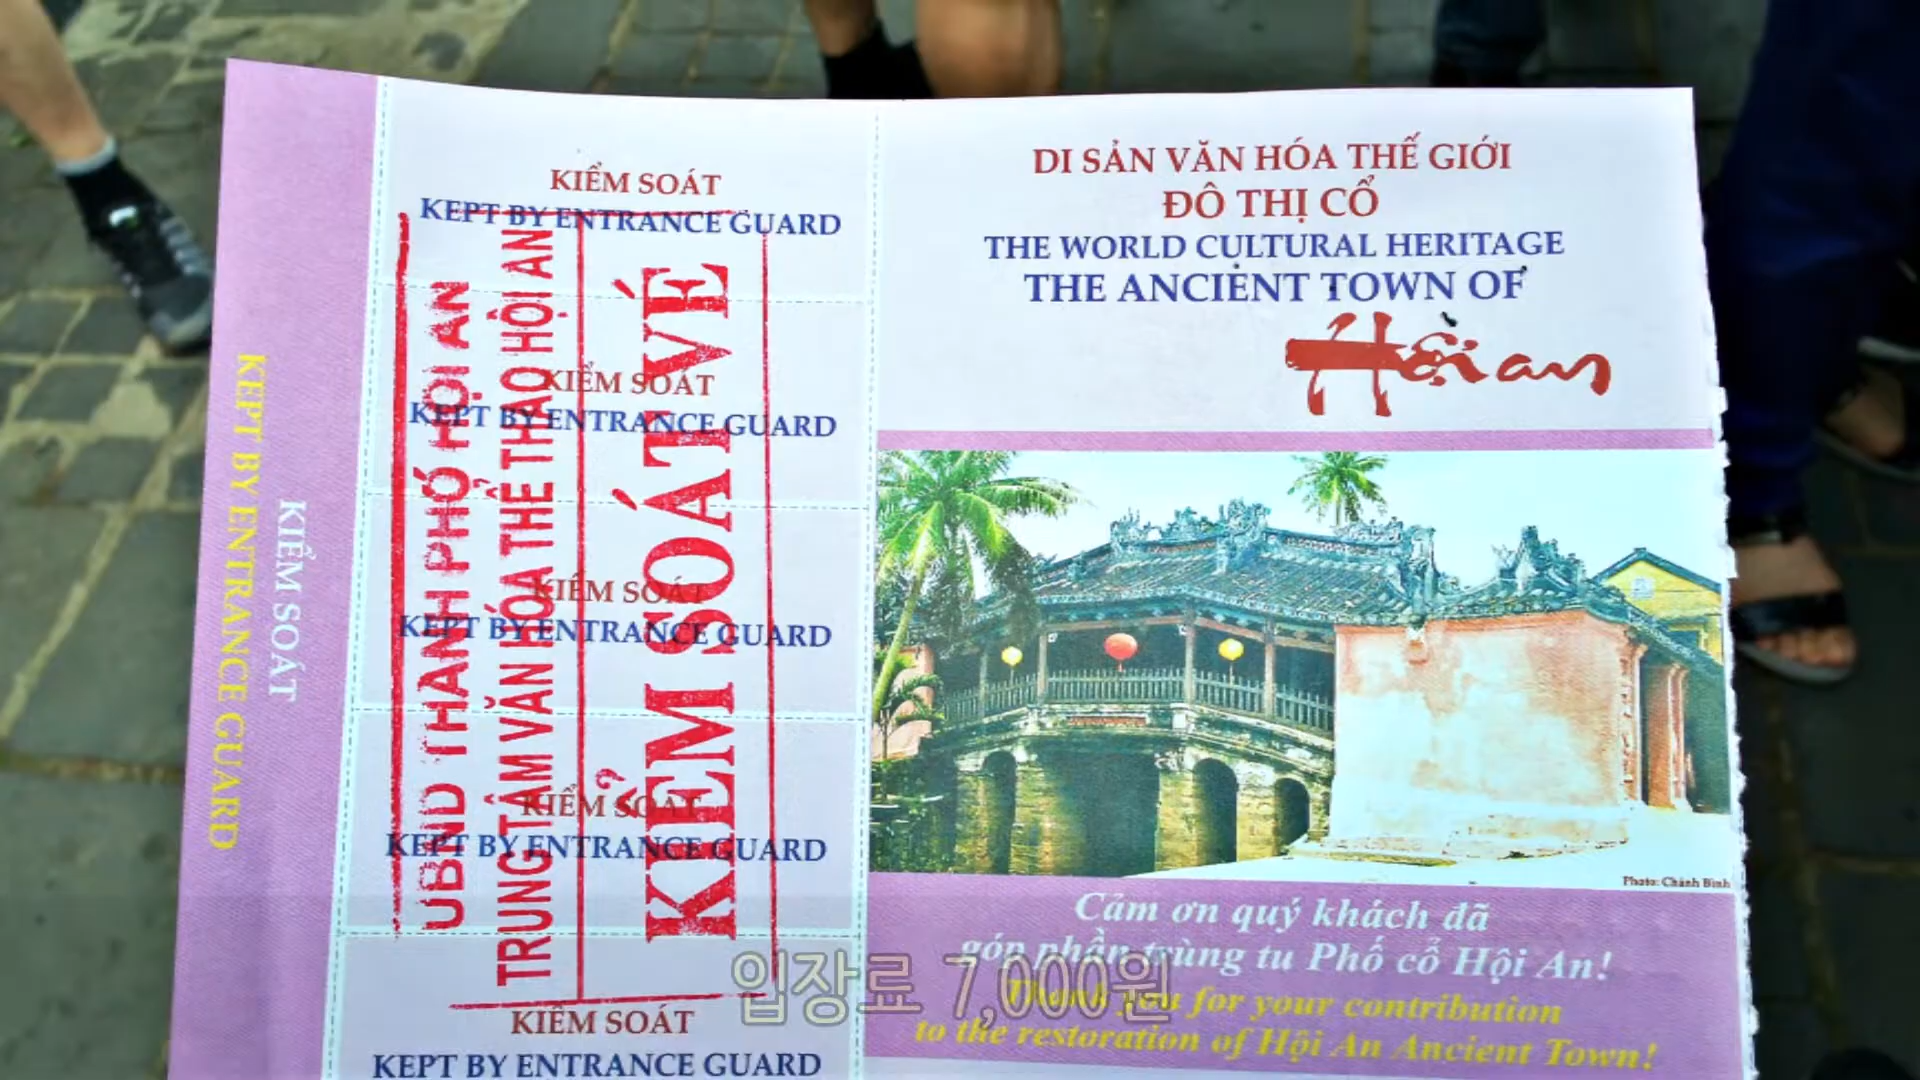 KIỂM SOÁT
KEPT BY ENTRANCE GUARD
KIỂM SOÁT
KEPT BY ENTRANCE GUARD
KIỂM SOÁT
KEPT BY ENTRANCE GUARD
KIỂM SOÁT
KEPT BY ENTRANCE GUARD
KIỂM SOÁT
KEPT BY ENTRANCE GUARD
KIỂM SOÁT
KEPT BY ENTRANCE GUARD
UBND THÀNH PHỐ HỘI AN
TRUNG TÂM VĂN HÓA THỂ THAO HỘI AN
KIỂM SOÁT VÉ
DI SẢN VĂN HÓA THẾ GIỚI
ĐÔ THỊ CỔ
THE WORLD CULTURAL HERITAGE
THE ANCIENT TOWN OF
Hội an
Photo: Chánh Bình
Cảm ơn quý khách đã
góp phần trùng tu Phố cổ Hội An!
Thank you for your contribution
to the restoration of Hội An Ancient Town!
입장료 7,000원